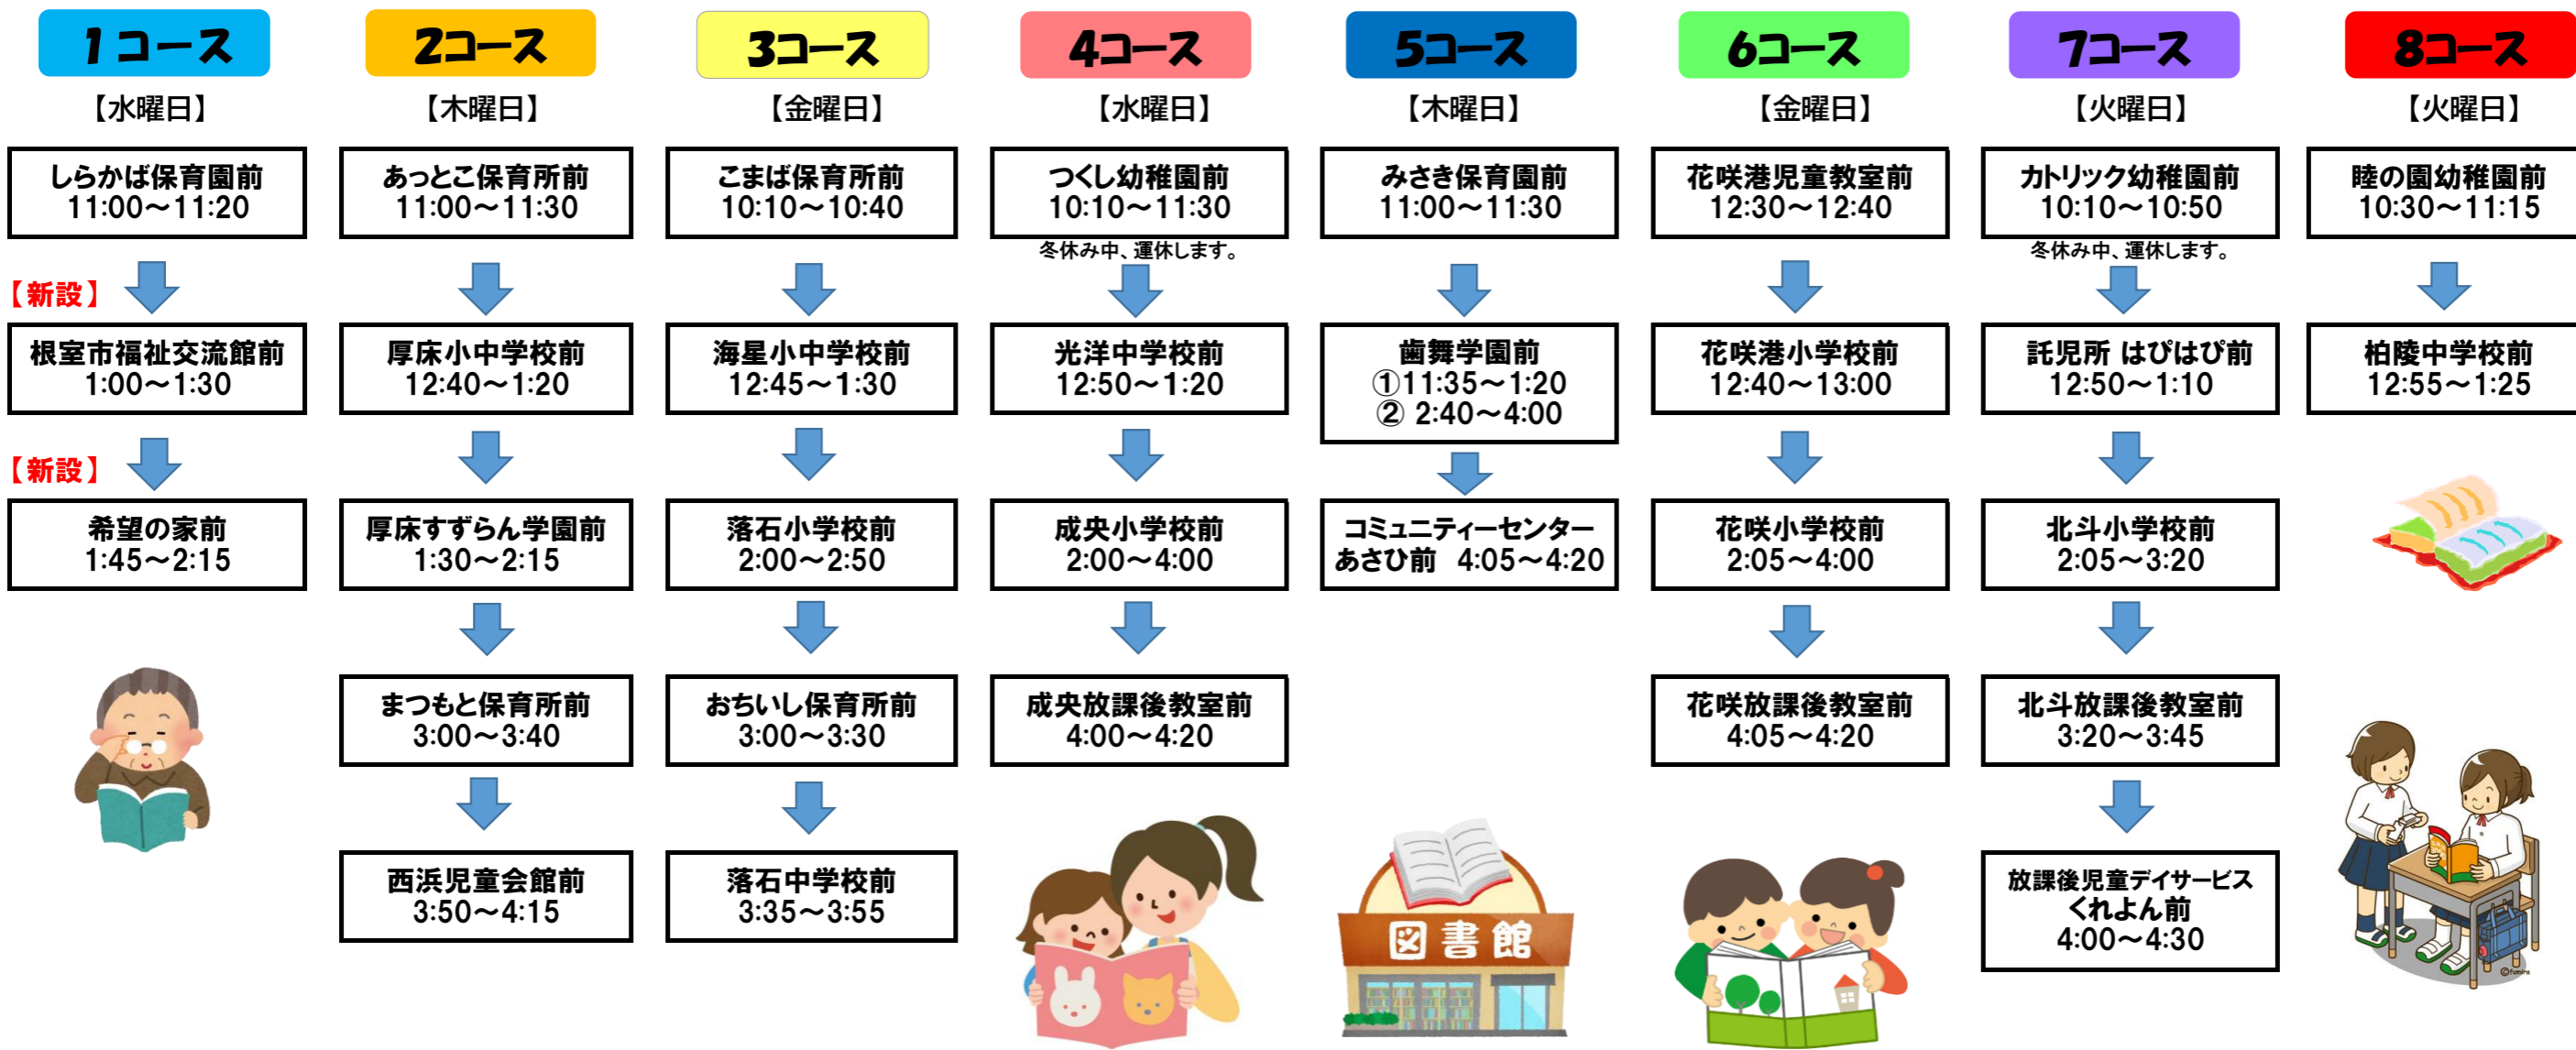 1コース
【水曜日】
しらかば保育園前
11:00～11:20
【新設】
根室市福祉交流館前
1:00～1:30
【新設】
希望の家前
1:45～2:15
2コース
【木曜日】
あっとこ保育所前
11:00～11:30
厚床小中学校前
12:40～1:20
厚床すずらん学園前
1:30～2:15
まつもと保育所前
3:00～3:40
西浜児童会館前
3:50～4:15
3コース
【金曜日】
こまば保育所前
10:10～10:40
海星小中学校前
12:45～1:30
落石小学校前
2:00～2:50
おちいし保育所前
3:00～3:30
落石中学校前
3:35～3:55
4コース
【水曜日】
つくし幼稚園前
10:10～11:30
冬休み中、運休します。
光洋中学校前
12:50～1:20
成央小学校前
2:00～4:00
成央放課後教室前
4:00～4:20
5コース
【木曜日】
みさき保育園前
11:00～11:30
歯舞学園前
①11:35～1:20
② 2:40～4:00
コミュニティーセンター
あさひ前 4:05～4:20
図書館
6コース
【金曜日】
花咲港児童教室前
12:30～12:40
花咲港小学校前
12:40～13:00
花咲小学校前
2:05～4:00
花咲放課後教室前
4:05～4:20
7コース
【火曜日】
カトリック幼稚園前
10:10～10:50
冬休み中、運休します。
託児所 はぴはぴ前
12:50～1:10
北斗小学校前
2:05～3:20
北斗放課後教室前
3:20～3:45
放課後児童デイサービス
くれよん前
4:00～4:30
8コース
【火曜日】
睦の園幼稚園前
10:30～11:15
柏陵中学校前
12:55～1:25
©fumira